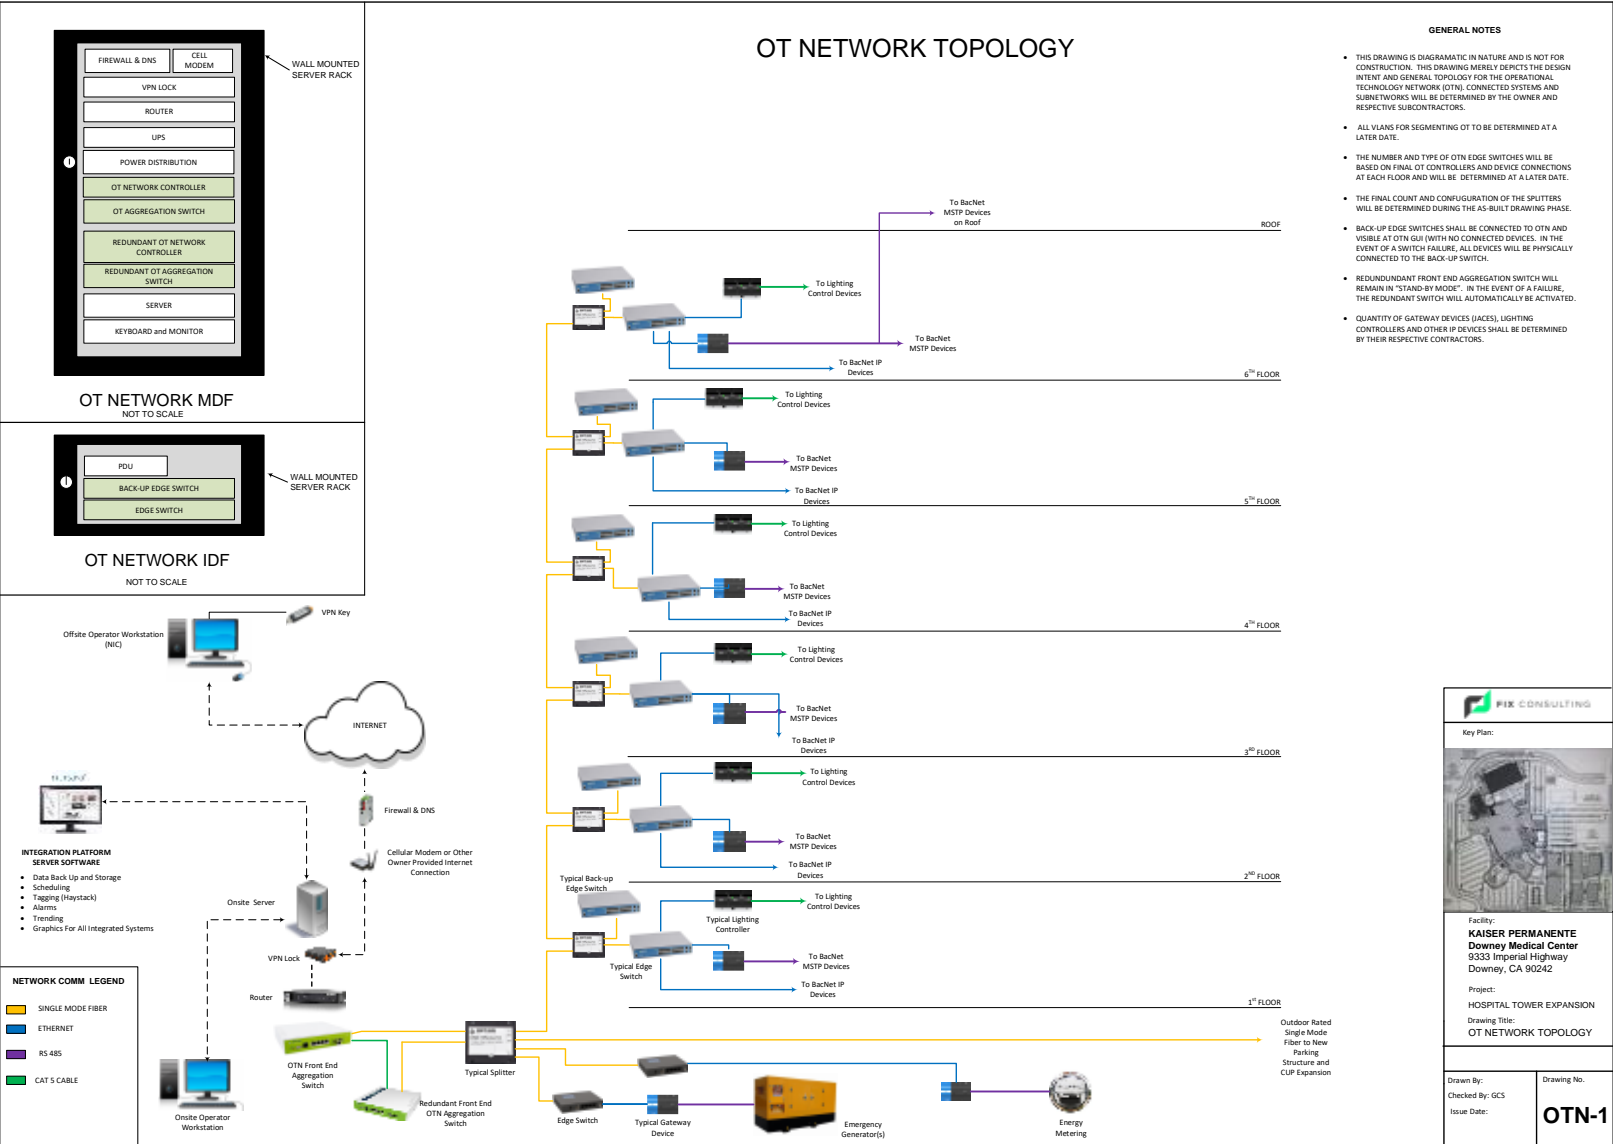 OT NETWORK TOPOLOGY
FIREWALL & DNS
CELL
MODEM
VPN LOCK
ROUTER
UPS
POWER DISTRIBUTION
OT NETWORK CONTROLLER
OT AGGREGATION SWITCH
REDUNDANT OT NETWORK
CONTROLLER
REDUNDANT OT AGGREGATION
SWITCH
SERVER
KEYBOARD and MONITOR
WALL MOUNTED
SERVER RACK
OT NETWORK MDF
NOT TO SCALE
PDU
BACK-UP EDGE SWITCH
EDGE SWITCH
WALL MOUNTED
SERVER RACK
OT NETWORK IDF
NOT TO SCALE
VPN Key
Offsite Operator Workstation
(NIC)
INTERNET
Firewall & DNS
Cellular Modem or Other
Owner Provided Internet
Connection
INTEGRATION PLATFORM
SERVER SOFTWARE
• Data Back Up and Storage
• Scheduling
• Tagging (Haystack)
• Alarms
• Trending
• Graphics For All Integrated Systems
Onsite Server
VPN Lock
Router
NETWORK COMM LEGEND
SINGLE MODE FIBER
ETHERNET
RS 485
CAT 5 CABLE
Onsite Operator
Workstation
OTN Front End
Aggregation
Switch
Redundant Front End
OTN Aggregation
Switch
Typical Splitter
Edge Switch
Typical Gateway
Device
Emergency
Generator(s)
Energy
Metering
Outdoor Rated
Single Mode
Fiber to New
Parking
Structure and
CUP Expansion
To BacNet
MSTP Devices
on Roof
ROOF
To Lighting
Control Devices
To BacNet
MSTP Devices
To BacNet IP
Devices
6TH FLOOR
To Lighting
Control Devices
To BacNet
MSTP Devices
To BacNet IP
Devices
5TH FLOOR
To Lighting
Control Devices
To BacNet
MSTP Devices
To BacNet IP
Devices
4TH FLOOR
To Lighting
Control Devices
To BacNet
MSTP Devices
To BacNet IP
Devices
3RD FLOOR
To Lighting
Control Devices
To BacNet
MSTP Devices
To BacNet IP
Devices
2ND FLOOR
Typical Back-up
Edge Switch
To Lighting
Control Devices
Typical Lighting
Controller
Typical Edge
Switch
To BacNet
MSTP Devices
To BacNet IP
Devices
1st FLOOR
GENERAL NOTES
• THIS DRAWING IS DIAGRAMATIC IN NATURE AND IS NOT FOR
CONSTRUCTION. THIS DRAWING MERELY DEPICTS THE DESIGN
INTENT AND GENERAL TOPOLOGY FOR THE OPERATIONAL
TECHNOLOGY NETWORK (OTN). CONNECTED SYSTEMS AND
SUBNETWORKS WILL BE DETERMINED BY THE OWNER AND
RESPECTIVE SUBCONTRACTORS.
• ALL VLANS FOR SEGMENTING OT TO BE DETERMINED AT A
LATER DATE.
• THE NUMBER AND TYPE OF OTN EDGE SWITCHES WILL BE
BASED ON FINAL OT CONTROLLERS AND DEVICE CONNECTIONS
AT EACH FLOOR AND WILL BE DETERMINED AT A LATER DATE.
• THE FINAL COUNT AND CONFUGURATION OF THE SPLITTERS
WILL BE DETERMINED DURING THE AS-BUILT DRAWING PHASE.
• BACK-UP EDGE SWITCHES SHALL BE CONNECTED TO OTN AND
VISIBLE AT OTN GUI (WITH NO CONNECTED DEVICES. IN THE
EVENT OF A SWITCH FAILURE, ALL DEVICES WILL BE PHYSICALLY
CONNECTED TO THE BACK-UP SWITCH.
• REDUNDUNDANT FRONT END AGGREGATION SWITCH WILL
REMAIN IN “STAND-BY MODE”. IN THE EVENT OF A FAILURE,
THE REDUNDANT SWITCH WILL AUTOMATICALLY BE ACTIVATED.
• QUANTITY OF GATEWAY DEVICES (JACES), LIGHTING
CONTROLLERS AND OTHER IP DEVICES SHALL BE DETERMINED
BY THEIR RESPECTIVE CONTRACTORS.
FIX CONSULTING
Key Plan:
Facility:
KAISER PERMANENTE
Downey Medical Center
9333 Imperial Highway
Downey, CA 90242
Project:
HOSPITAL TOWER EXPANSION
Drawing Title:
OT NETWORK TOPOLOGY
Drawn By:
Checked By: GCS
Issue Date:
Drawing No.
OTN-1